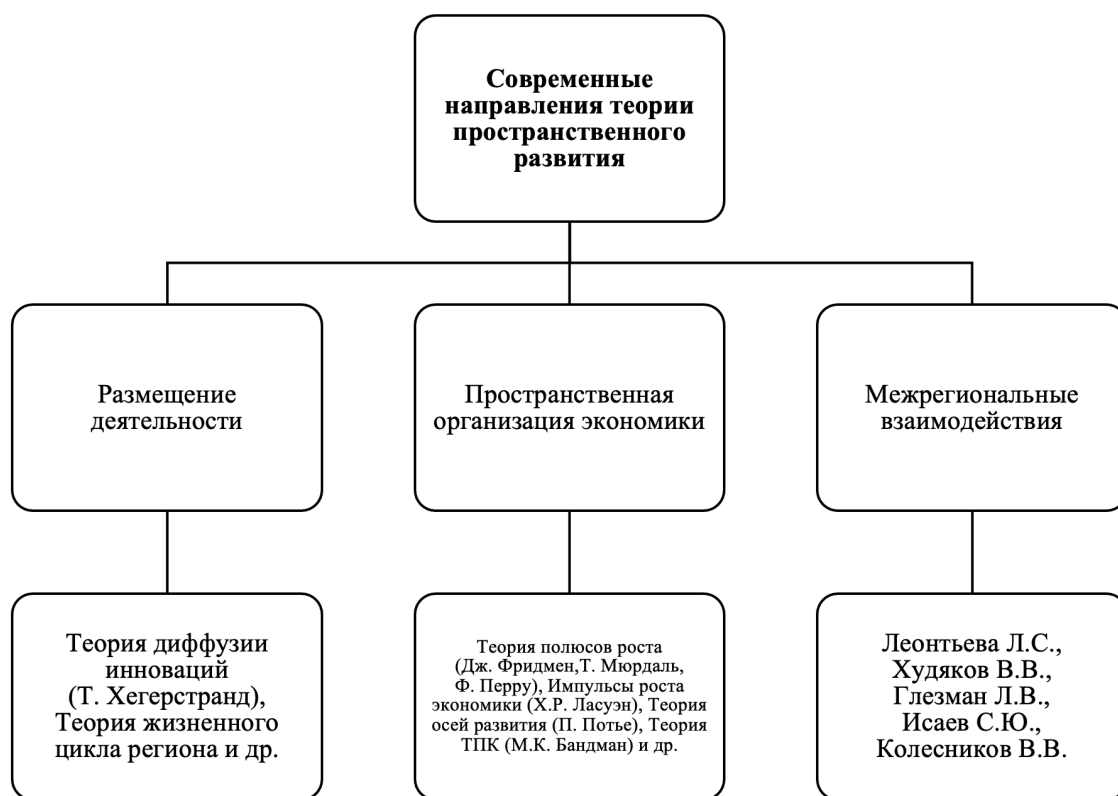 Современные
направления теории
пространственного
развития
Размещение
деятельности
Пространственная
организация экономики
Межрегиональные
взаимодействия
Теория диффузии
инноваций
(Т. Хегерстранд),
Теория жизненного
цикла региона и др.
Теория полюсов роста
(Дж. Фридмен,Т. Мюрдаль,
Ф. Перру), Импульсы роста
экономики (Х.Р. Ласуэн), Теория
осей развития (П. Потье), Теория
ТПК (М.К. Бандман) и др.
Леонтьева Л.С.,
Худяков В.В.,
Глезман Л.В.,
Исаев С.Ю.,
Колесников В.В.